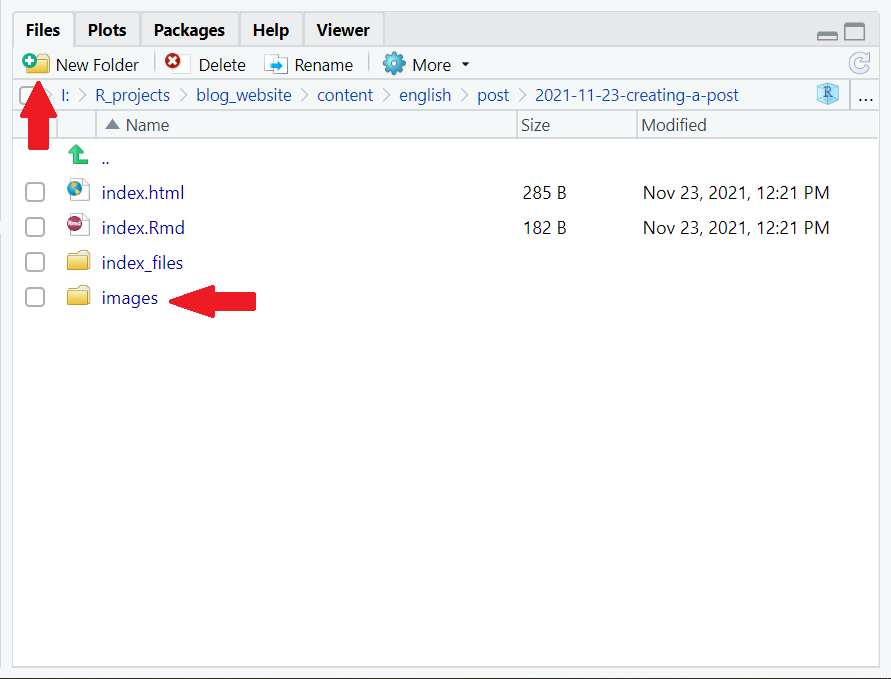 Files Plots Packages Help Viewer
New Folder Delete Rename More
I: R_projects blog_website content english post 2021-11-23-creating-a-post R ...
Name Size Modified
..
index.html 285 B Nov 23, 2021, 12:21 PM
Rmd index.Rmd 182 B Nov 23, 2021, 12:21 PM
index_files
images